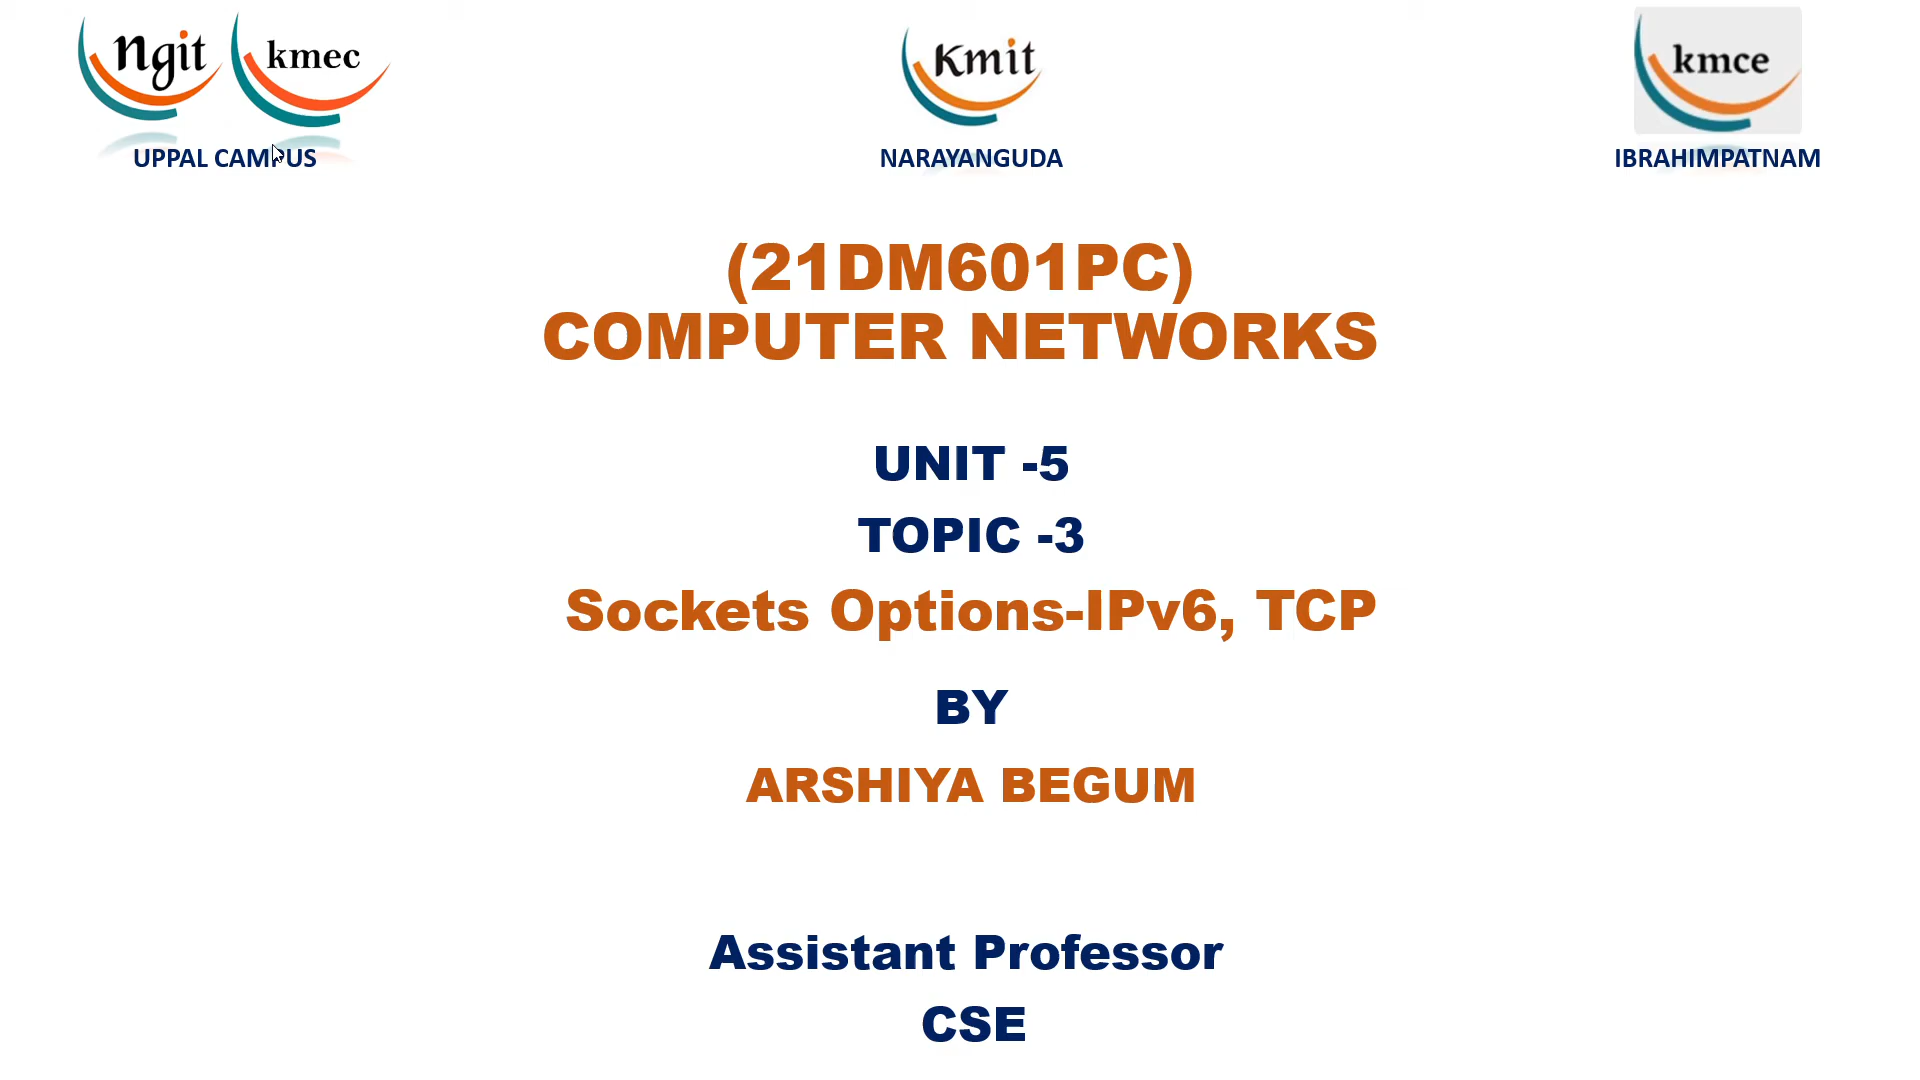 Ngit kmec Kmit kmce
UPPAL CAMPUS NARAYANGUDA IBRAHIMPATNAM
(21DM601PC)
COMPUTER NETWORKS
UNIT -5
TOPIC -3
Sockets Options-IPv6, TCP
BY
ARSHIYA BEGUM
Assistant Professor
CSE